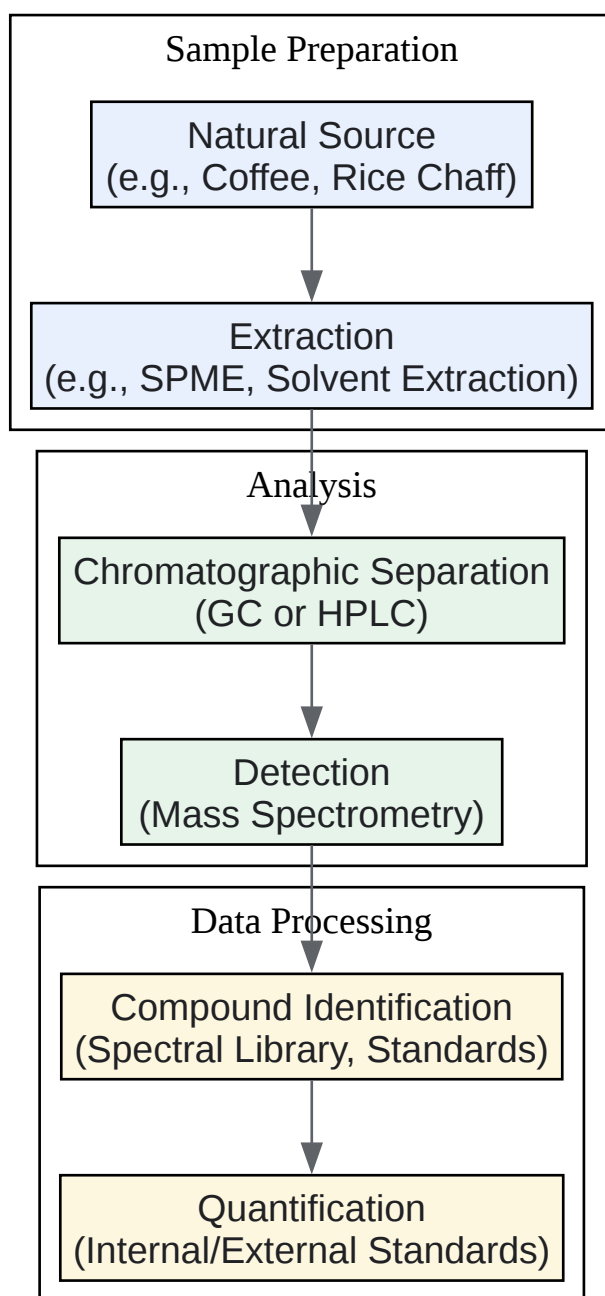 Sample Preparation
Natural Source
(e.g., Coffee, Rice Chaff)
Extraction
(e.g., SPME, Solvent Extraction)
Analysis
Chromatographic Separation
(GC or HPLC)
Detection
(Mass Spectrometry)
Data Processing
Compound Identification
(Spectral Library, Standards)
Quantification
(Internal/External Standards)